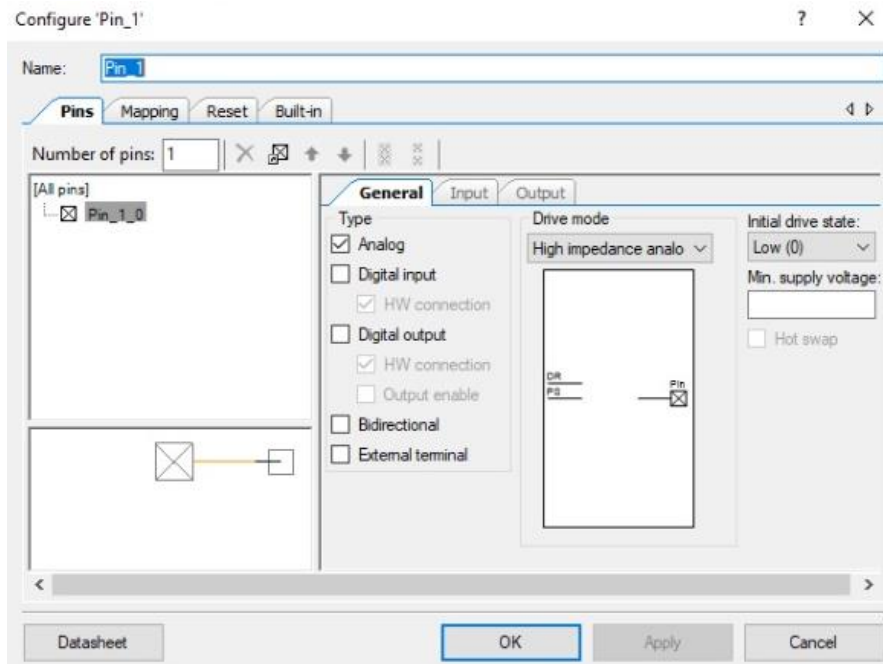 Configure 'Pin_1'
?
Name:
Pin_1
Pins
Mapping
Reset
Built-in
Number of pins:
1
[All pins]
Pin_1_0
General
Input
Output
Type
Analog
Digital input
HW connection
Digital output
HW connection
Output enable
Bidirectional
External terminal
Drive mode
High impedance analo
DR
PS
Pin
Initial drive state:
Low (0)
Min. supply voltage:
Hot swap
Datasheet
OK
Apply
Cancel